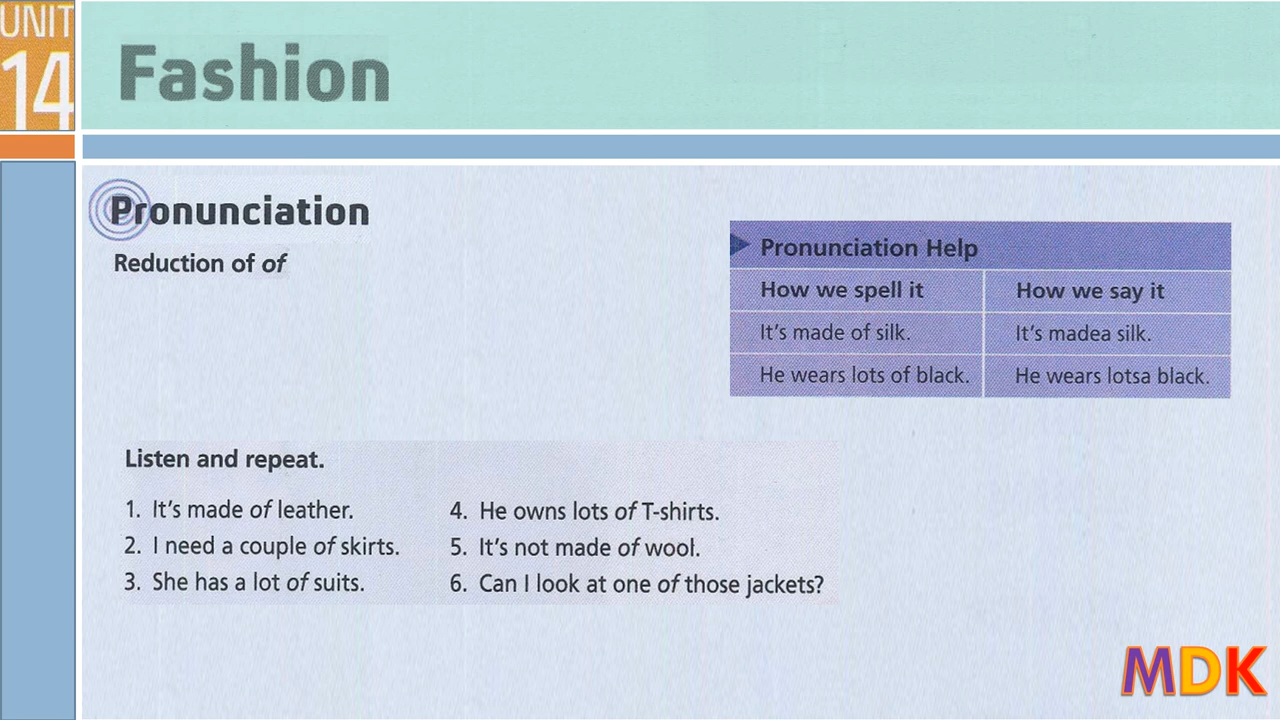 UNIT
14
Fashion
Pronunciation
Reduction of of
Pronunciation Help
How we spell it How we say it
It's made of silk. It's madea silk.
He wears lots of black. He wears lotsa black.
Listen and repeat.
1. It's made of leather.
2. I need a couple of skirts.
3. She has a lot of suits.
4. He owns lots of T-shirts.
5. It's not made of wool.
6. Can I look at one of those jackets?
MDK